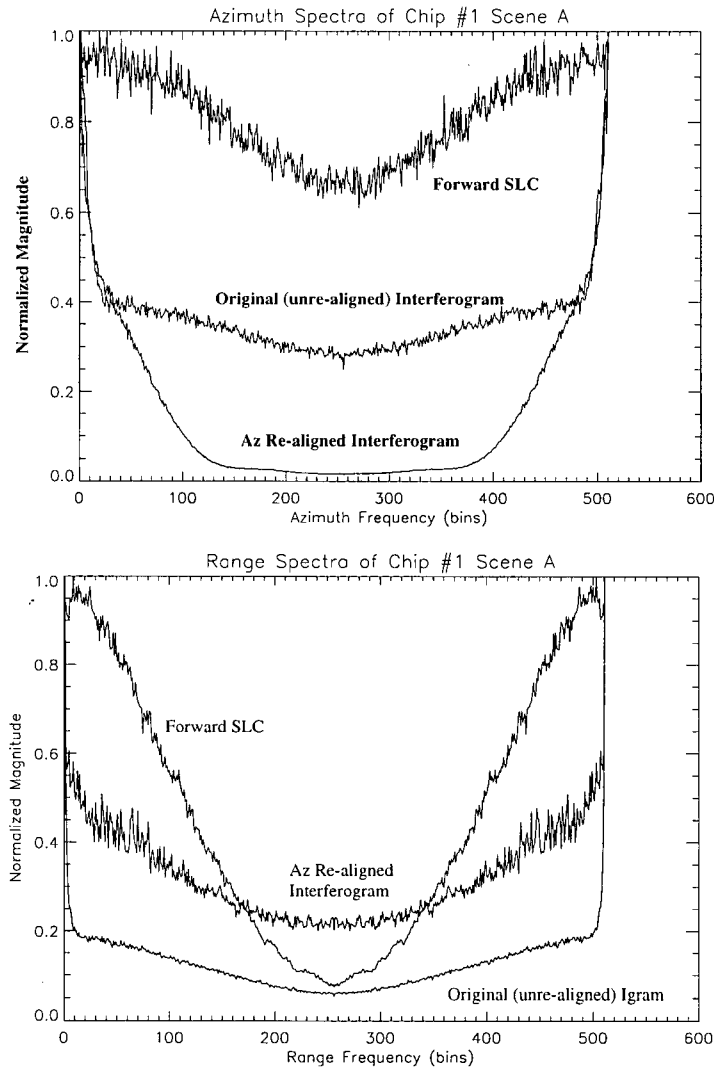 Azimuth Spectra of Chip #1 Scene A
1.0
0.8
0.6
0.4
0.2
0.0
Normalized Magnitude
Forward SLC
Original (unre-aligned) Interferogram
Az Re-aligned Interferogram
0 100 200 300 400 500 600
Azimuth Frequency (bins)
Range Spectra of Chip #1 Scene A
1.0
0.8
0.6
0.4
0.2
0.0
Normalized Magnitude
Forward SLC
Az Re-aligned
Interferogram
Original (unre-aligned) Igram
0 100 200 300 400 500 600
Range Frequency (bins)